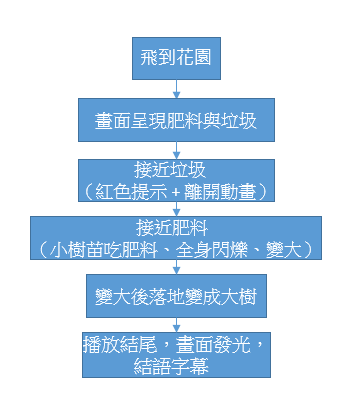 飛到花園
畫面呈現肥料與垃圾
接近垃圾
（紅色提示＋離開動畫）
接近肥料
（小樹苗吃肥料、全身閃爍、變大）
變大後落地變成大樹
播放結尾，畫面發光，
結語字幕